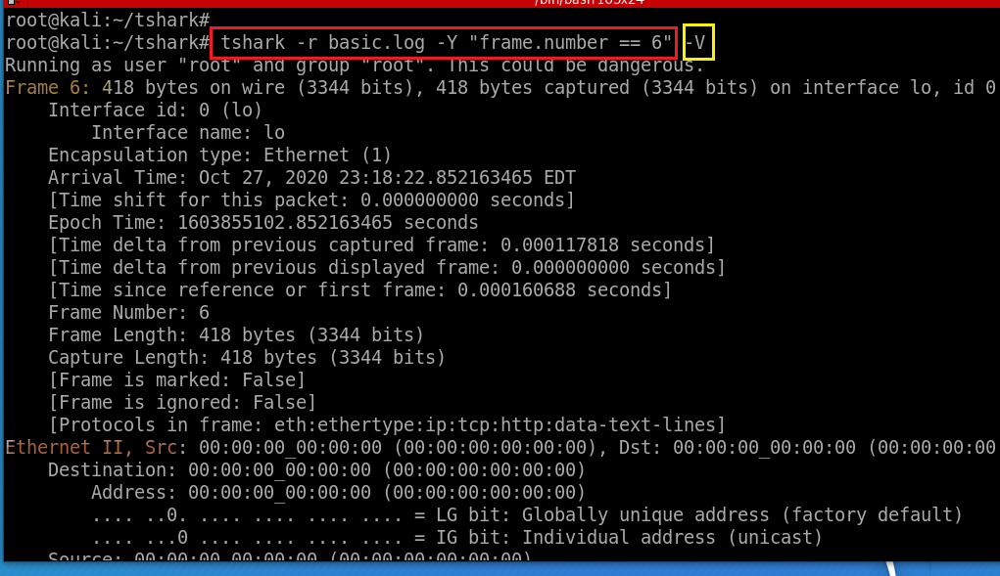 /bin/bash 103x24
root@kali:~/tshark#
root@kali:~/tshark# tshark -r basic.log -Y "frame.number == 6" -V
Running as user "root" and group "root". This could be dangerous.
Frame 6: 418 bytes on wire (3344 bits), 418 bytes captured (3344 bits) on interface lo, id 0
    Interface id: 0 (lo)
        Interface name: lo
    Encapsulation type: Ethernet (1)
    Arrival Time: Oct 27, 2020 23:18:22.852163465 EDT
    [Time shift for this packet: 0.000000000 seconds]
    Epoch Time: 1603855102.852163465 seconds
    [Time delta from previous captured frame: 0.000117818 seconds]
    [Time delta from previous displayed frame: 0.000000000 seconds]
    [Time since reference or first frame: 0.000160688 seconds]
    Frame Number: 6
    Frame Length: 418 bytes (3344 bits)
    Capture Length: 418 bytes (3344 bits)
    [Frame is marked: False]
    [Frame is ignored: False]
    [Protocols in frame: eth:ethertype:ip:tcp:http:data-text-lines]
Ethernet II, Src: 00:00:00_00:00:00 (00:00:00:00:00:00), Dst: 00:00:00_00:00:00 (00:00:00:00
    Destination: 00:00:00_00:00:00 (00:00:00:00:00:00)
        Address: 00:00:00_00:00:00 (00:00:00:00:00:00)
        .... ..0. .... .... .... .... = LG bit: Globally unique address (factory default)
        .... ...0 .... .... .... .... = IG bit: Individual address (unicast)
    Source: 00:00:00_00:00:00 (00:00:00:00:00:00)